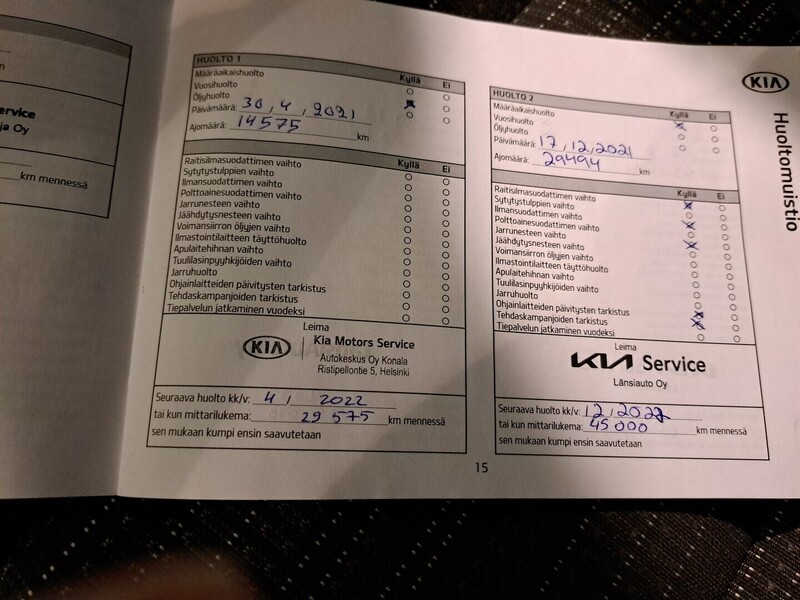 n
ervice
ja Oy
km mennessä
HUOLTO 1
Kyllä Ei
Määräaikaishuolto
Vuosihuolto
Öljyhuolto
Päivämäärä: 30, 4, 2021
Ajomäärä: 14575 km
Kyllä Ei
Raitisilmasuodattimen vaihto
Sytytystulppien vaihto
Ilmansuodattimen vaihto
Polttoainesuodattimen vaihto
Jarrunesteen vaihto
Jäähdytysnesteen vaihto
Voimansiirron öljyjen vaihto
Ilmastointilaitteen täyttöhuolto
Apulaitehihnan vaihto
Tuulilasinpyyhkijöiden vaihto
Jarruhuolto
Ohjainlaitteiden päivitysten tarkistus
Tehdaskampanjoiden tarkistus
Tiepalvelun jatkaminen vuodeksi
Leima
KIA Kia Motors Service
Autokeskus Oy Konala
Ristipellontie 5, Helsinki
Seuraava huolto kk/v: 4, 2022
tai kun mittarilukema: 29 575 km mennessä
sen mukaan kumpi ensin saavutetaan
HUOLTO 2
Kyllä Ei
Määräaikaishuolto
Vuosihuolto
Öljyhuolto
Päivämäärä: 17, 12, 2021
Ajomäärä: 29494 km
Kyllä Ei
Raitisilmasuodattimen vaihto
Sytytystulppien vaihto
Ilmansuodattimen vaihto
Polttoainesuodattimen vaihto
Jarrunesteen vaihto
Jäähdytysnesteen vaihto
Voimansiirron öljyjen vaihto
Ilmastointilaitteen täyttöhuolto
Apulaitehihnan vaihto
Tuulilasinpyyhkijöiden vaihto
Jarruhuolto
Ohjainlaitteiden päivitysten tarkistus
Tehdaskampanjoiden tarkistus
Tiepalvelun jatkaminen vuodeksi
Leima
KIA Service
Länsiauto Oy
Seuraava huolto kk/v: 12, 2022
tai kun mittarilukema: 45 000 km mennessä
sen mukaan kumpi ensin saavutetaan
KIA
Huoltomuistio
15